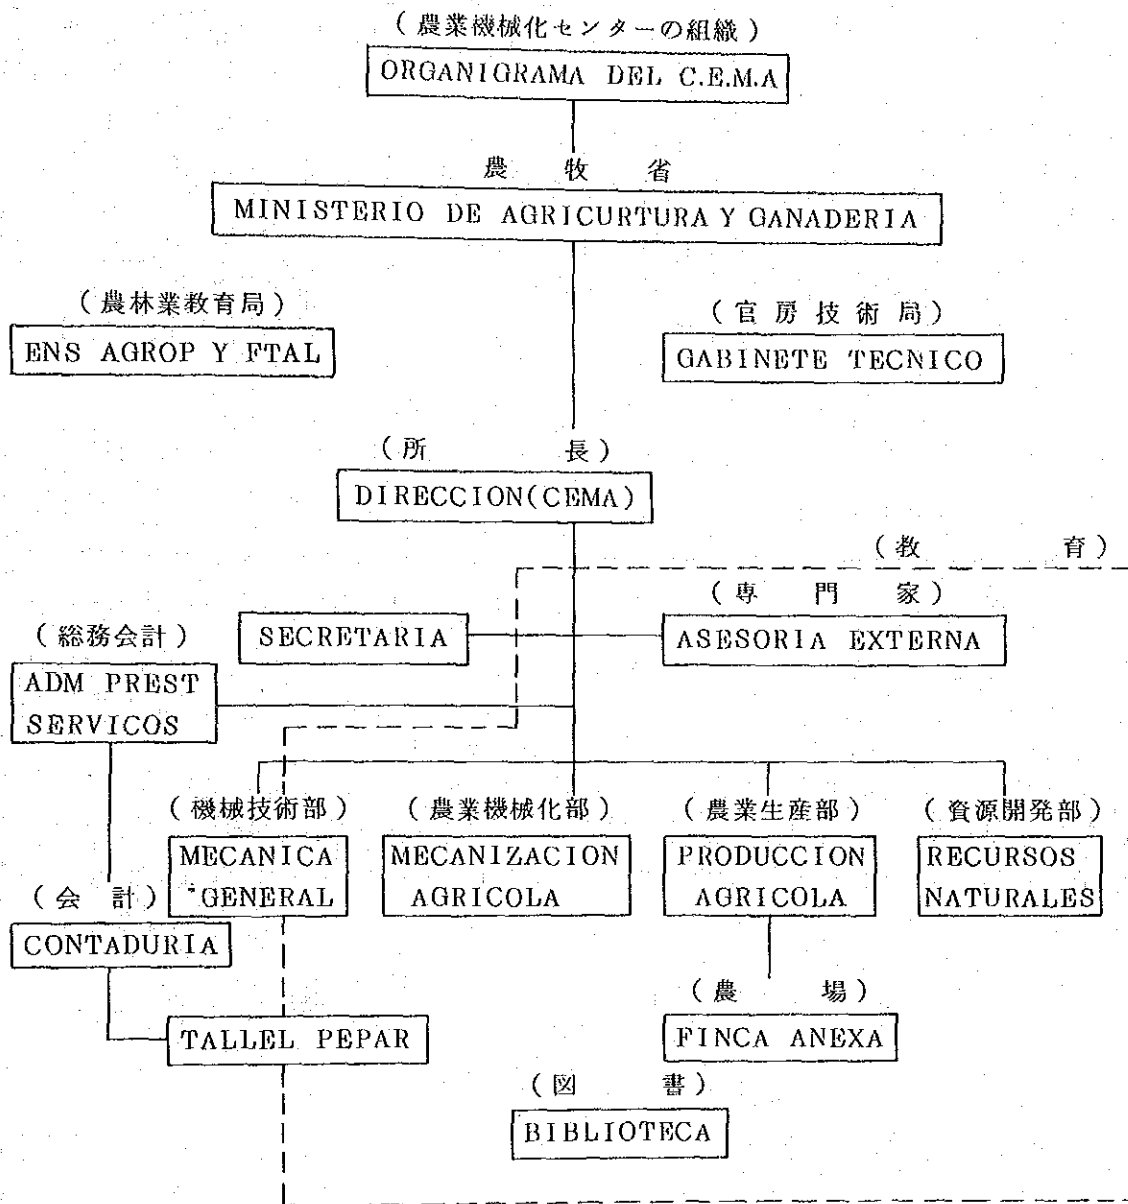 (農業機械化センターの組織)
ORGANIGRAMA DEL C.E.M.A
農牧省
MINISTERIO DE AGRICURTURA Y GANADERIA
(農林業教育局)
ENS AGROP Y FTAL
(官房技術局)
GABINETE TECNICO
(所長)
DIRECCION(CEMA)
(教育)
(専門家)
SECRETARIA
ASESORIA EXTERNA
(総務会計)
ADM PREST
SERVICOS
(機械技術部)
MECANICA
GENERAL
(農業機械化部)
MECANIZACION
AGRICOLA
(農業生産部)
PRODUCCION
AGRICOLA
(資源開発部)
RECURSOS
NATURALES
(会計)
CONTADURIA
TALLEL PEPAR
(農場)
FINCA ANEXA
(図書)
BIBLIOTECA